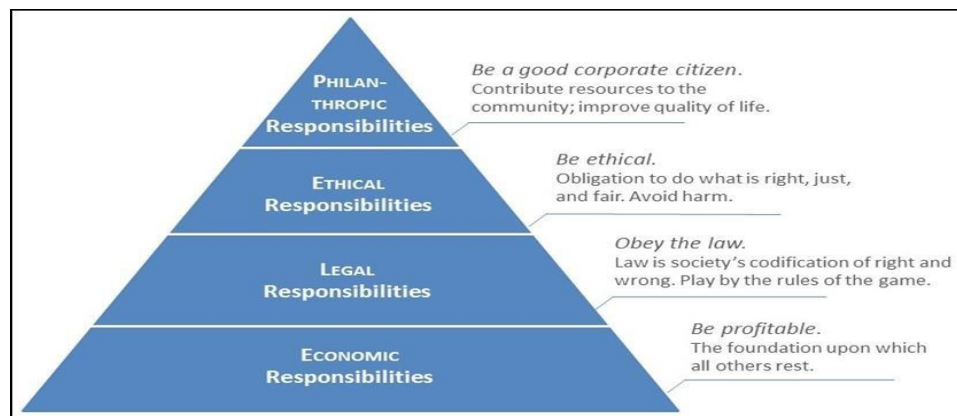 PHILAN-
THROPIC
Responsibilities
Be a good corporate citizen.
Contribute resources to the
community; improve quality of life.
ETHICAL
Responsibilities
Be ethical.
Obligation to do what is right, just,
and fair. Avoid harm.
LEGAL
Responsibilities
Obey the law.
Law is society’s codification of right and
wrong. Play by the rules of the game.
ECONOMIC
Responsibilities
Be profitable.
The foundation upon which
all others rest.